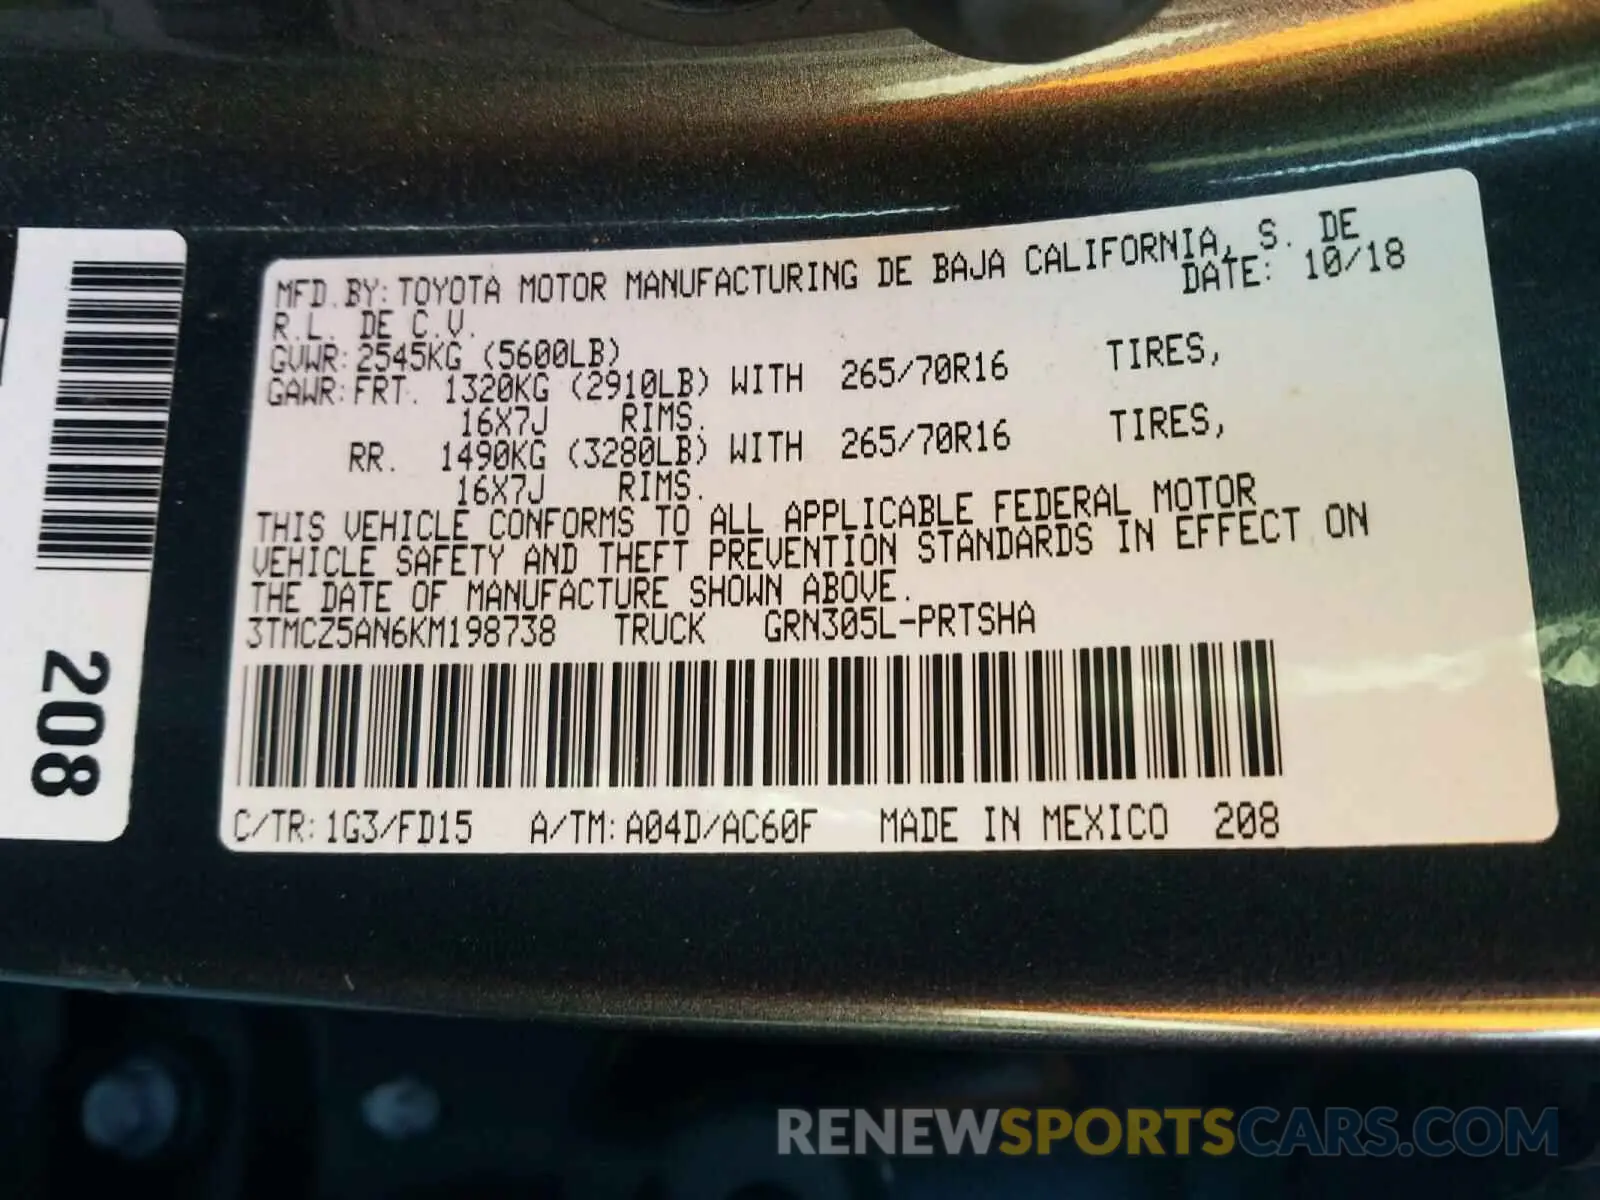 MFD.BY:TOYOTA MOTOR MANUFACTURING DE BAJA CALIFORNIA, S. DE
R.L. DE C.V. DATE: 10/18
GVWR:2545KG (5600LB)
GAWR:FRT. 1320KG (2910LB) WITH 265/70R16 TIRES,
16X7J RIMS.
RR. 1490KG (3280LB) WITH 265/70R16 TIRES,
16X7J RIMS.
THIS VEHICLE CONFORMS TO ALL APPLICABLE FEDERAL MOTOR
VEHICLE SAFETY AND THEFT PREVENTION STANDARDS IN EFFECT ON
THE DATE OF MANUFACTURE SHOWN ABOVE.
3TMCZ5AN6KM198738 TRUCK GRN305L-PRTSHA
C/TR:1G3/FD15 A/TM:A04D/AC60F MADE IN MEXICO 208
208
RENEWSPORTSCARS.COM